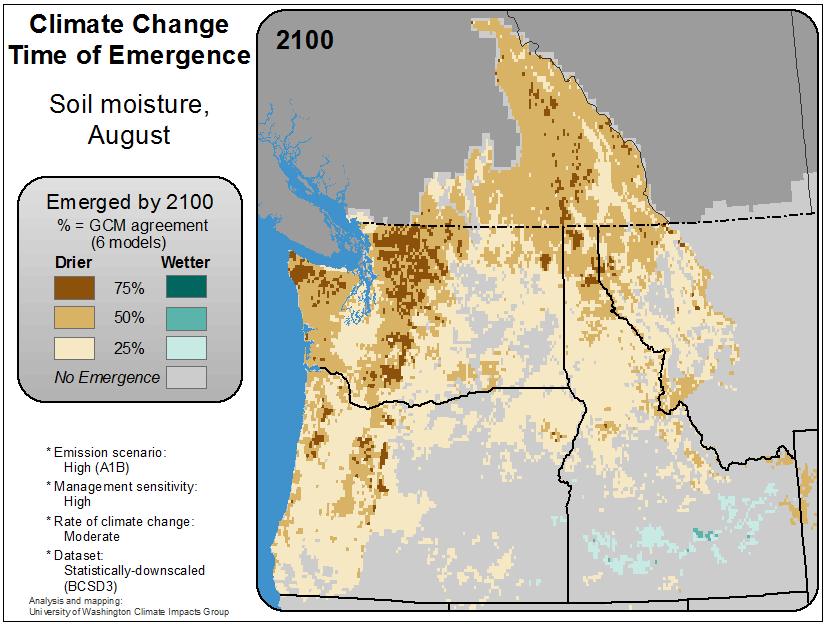 Climate Change
Time of Emergence
Soil moisture,
August
Emerged by 2100
% = GCM agreement
(6 models)
Drier Wetter
75%
50%
25%
No Emergence
* Emission scenario:
High (A1B)
* Management sensitivity:
High
* Rate of climate change:
Moderate
* Dataset:
Statistically-downscaled
(BCSD3)
Analysis and mapping:
University of Washington Climate Impacts Group
2100